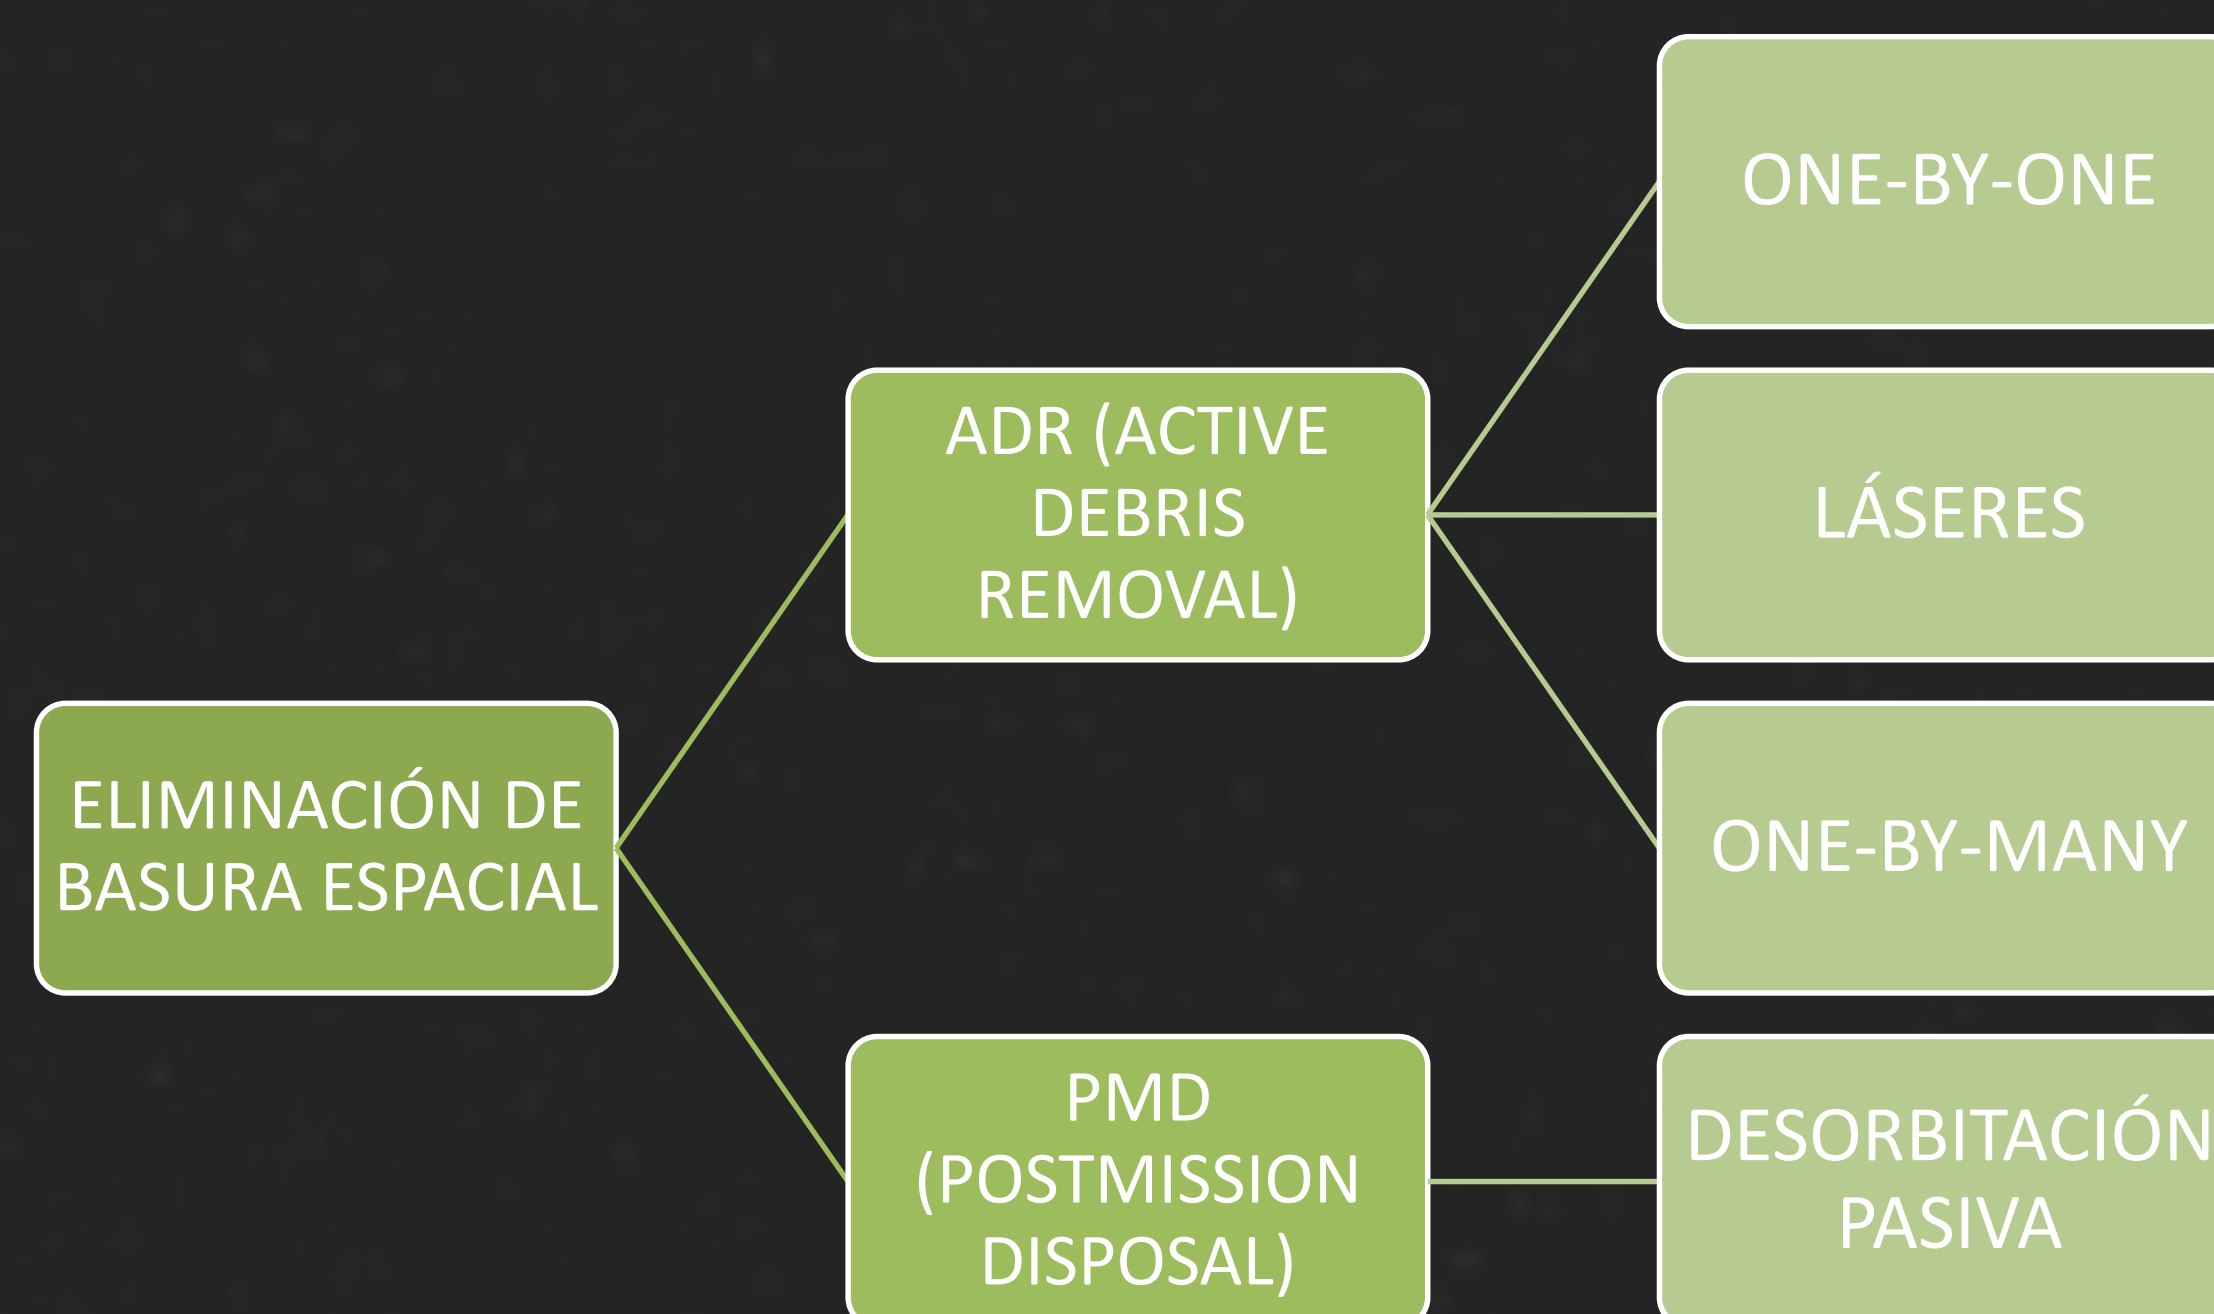 ELIMINACIÓN DE
BASURA ESPACIAL
ADR (ACTIVE
DEBRIS
REMOVAL)
ONE-BY-ONE
LÁSERES
ONE-BY-MANY
PMD
(POSTMISSION
DISPOSAL)
DESORBITACIÓN
PASIVA